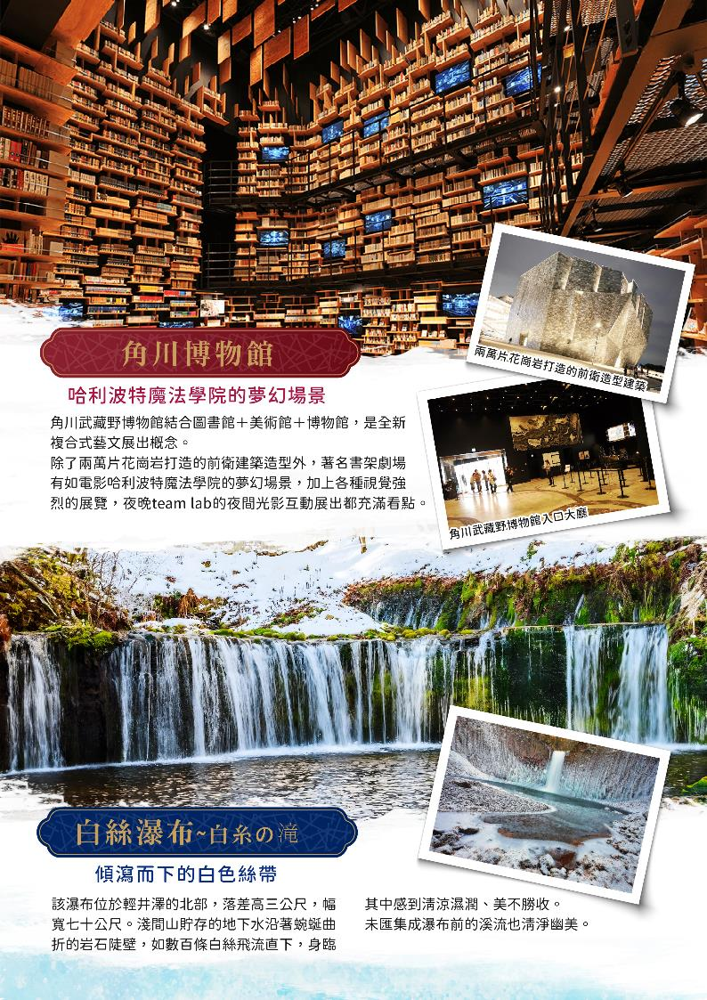 兩萬片花崗岩打造的前衛造型建築
角川博物館
哈利波特魔法學院的夢幻場景
角川武藏野博物館結合圖書館＋美術館＋博物館，是全新
複合式藝文展出概念。
除了兩萬片花崗岩打造的前衛建築造型外，著名書架劇場
有如電影哈利波特魔法學院的夢幻場景，加上各種視覺強
烈的展覽，夜晚team lab的夜間光影互動展出都充滿看點。
角川武藏野博物館入口大廳
白絲瀑布~白糸の滝
傾瀉而下的白色絲帶
該瀑布位於輕井澤的北部，落差高三公尺，幅
寬七十公尺。淺間山貯存的地下水沿著蜿蜒曲
折的岩石陡壁，如數百條白絲飛流直下，身臨
其中感到清涼濕潤、美不勝收。
未匯集成瀑布前的溪流也清淨幽美。